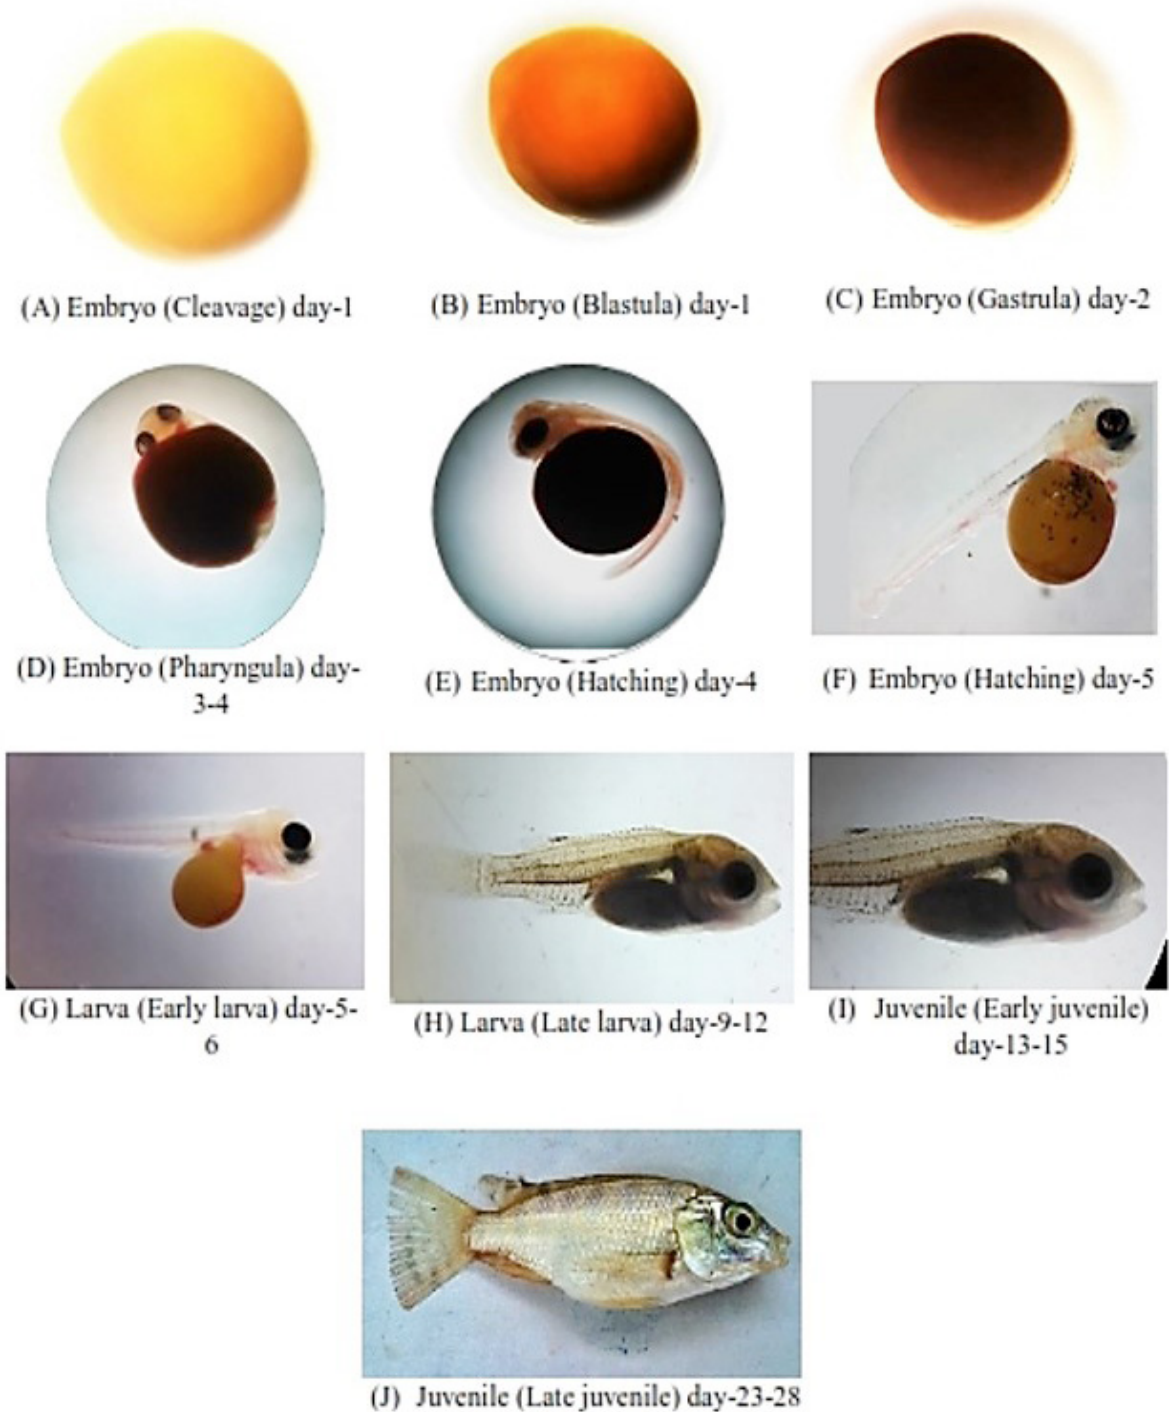 (A) Embryo (Cleavage) day-1
(B) Embryo (Blastula) day-1
(C) Embryo (Gastrula) day-2
(D) Embryo (Pharyngula) day-
3-4
(E) Embryo (Hatching) day-4
(F) Embryo (Hatching) day-5
(G) Larva (Early larva) day-5-
6
(H) Larva (Late larva) day-9-12
(I) Juvenile (Early juvenile)
day-13-15
(J) Juvenile (Late juvenile) day-23-28